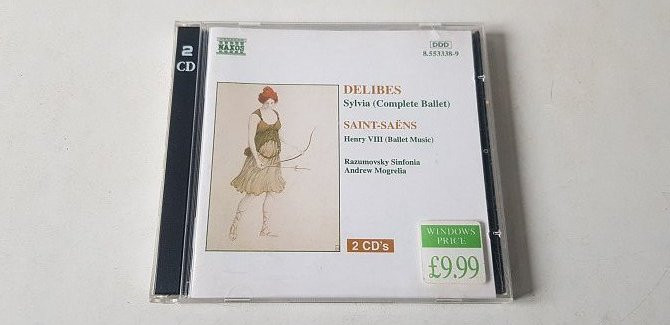 2
CD
NAXOS
DDD
8.553338-9
DELIBES
Sylvia (Complete Ballet)
SAINT-SAËNS
Henry VIII (Ballet Music)
Razumovsky Sinfonia
Andrew Mogrelia
2 CD's
WINDOWS
PRICE
£9.99